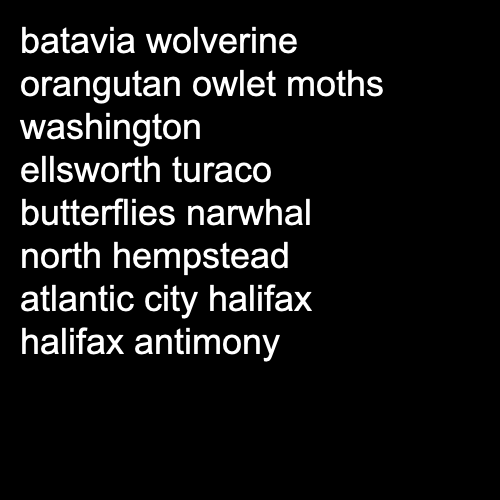 batavia wolverine
orangutan owlet moths
washington
ellsworth turaco
butterflies narwhal
north hempstead
atlantic city halifax
halifax antimony